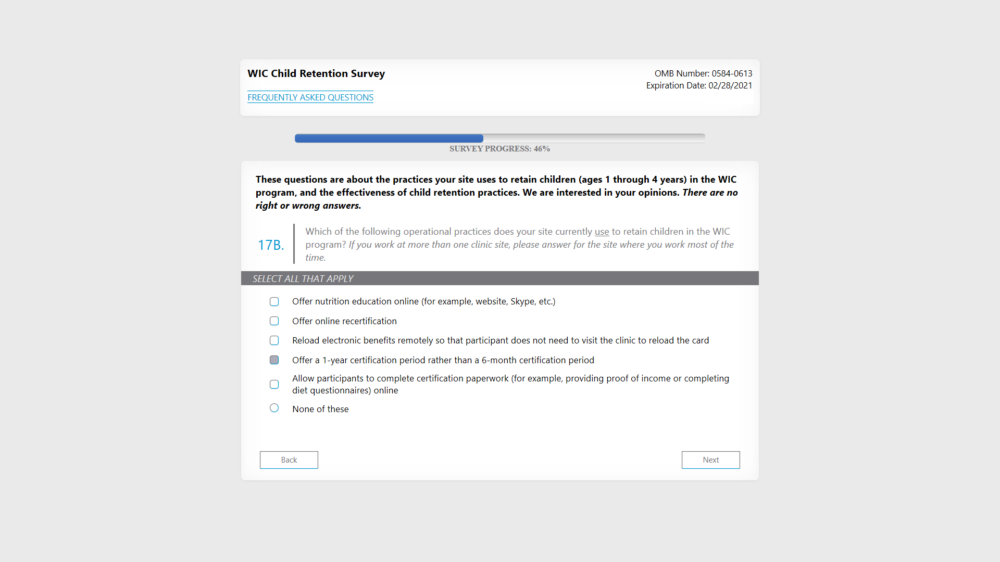 WIC Child Retention Survey
OMB Number: 0584-0613
Expiration Date: 02/28/2021
FREQUENTLY ASKED QUESTIONS
SURVEY PROGRESS: 46%
These questions are about the practices your site uses to retain children (ages 1 through 4 years) in the WIC
program, and the effectiveness of child retention practices. We are interested in your opinions. There are no
right or wrong answers.
17B.
Which of the following operational practices does your site currently use to retain children in the WIC
program? If you work at more than one clinic site, please answer for the site where you work most of the
time.
SELECT ALL THAT APPLY
Offer nutrition education online (for example, website, Skype, etc.)
Offer online recertification
Reload electronic benefits remotely so that participant does not need to visit the clinic to reload the card
Offer a 1-year certification period rather than a 6-month certification period
Allow participants to complete certification paperwork (for example, providing proof of income or completing
diet questionnaires) online
None of these
Back
Next